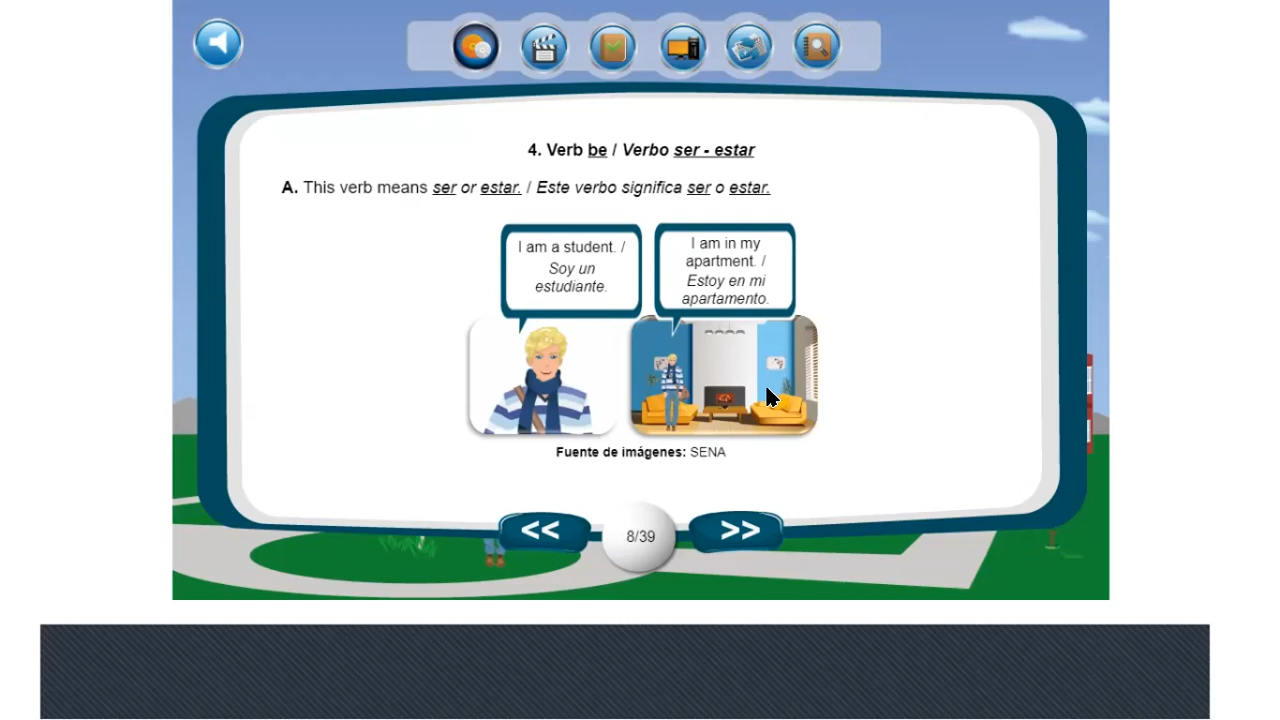 4. Verb be / Verbo ser - estar
A. This verb means ser or estar. / Este verbo significa ser o estar.
I am a student. /
Soy un
estudiante.
I am in my
apartment. /
Estoy en mi
apartamento.
Fuente de imágenes: SENA
<<
8/39
>>